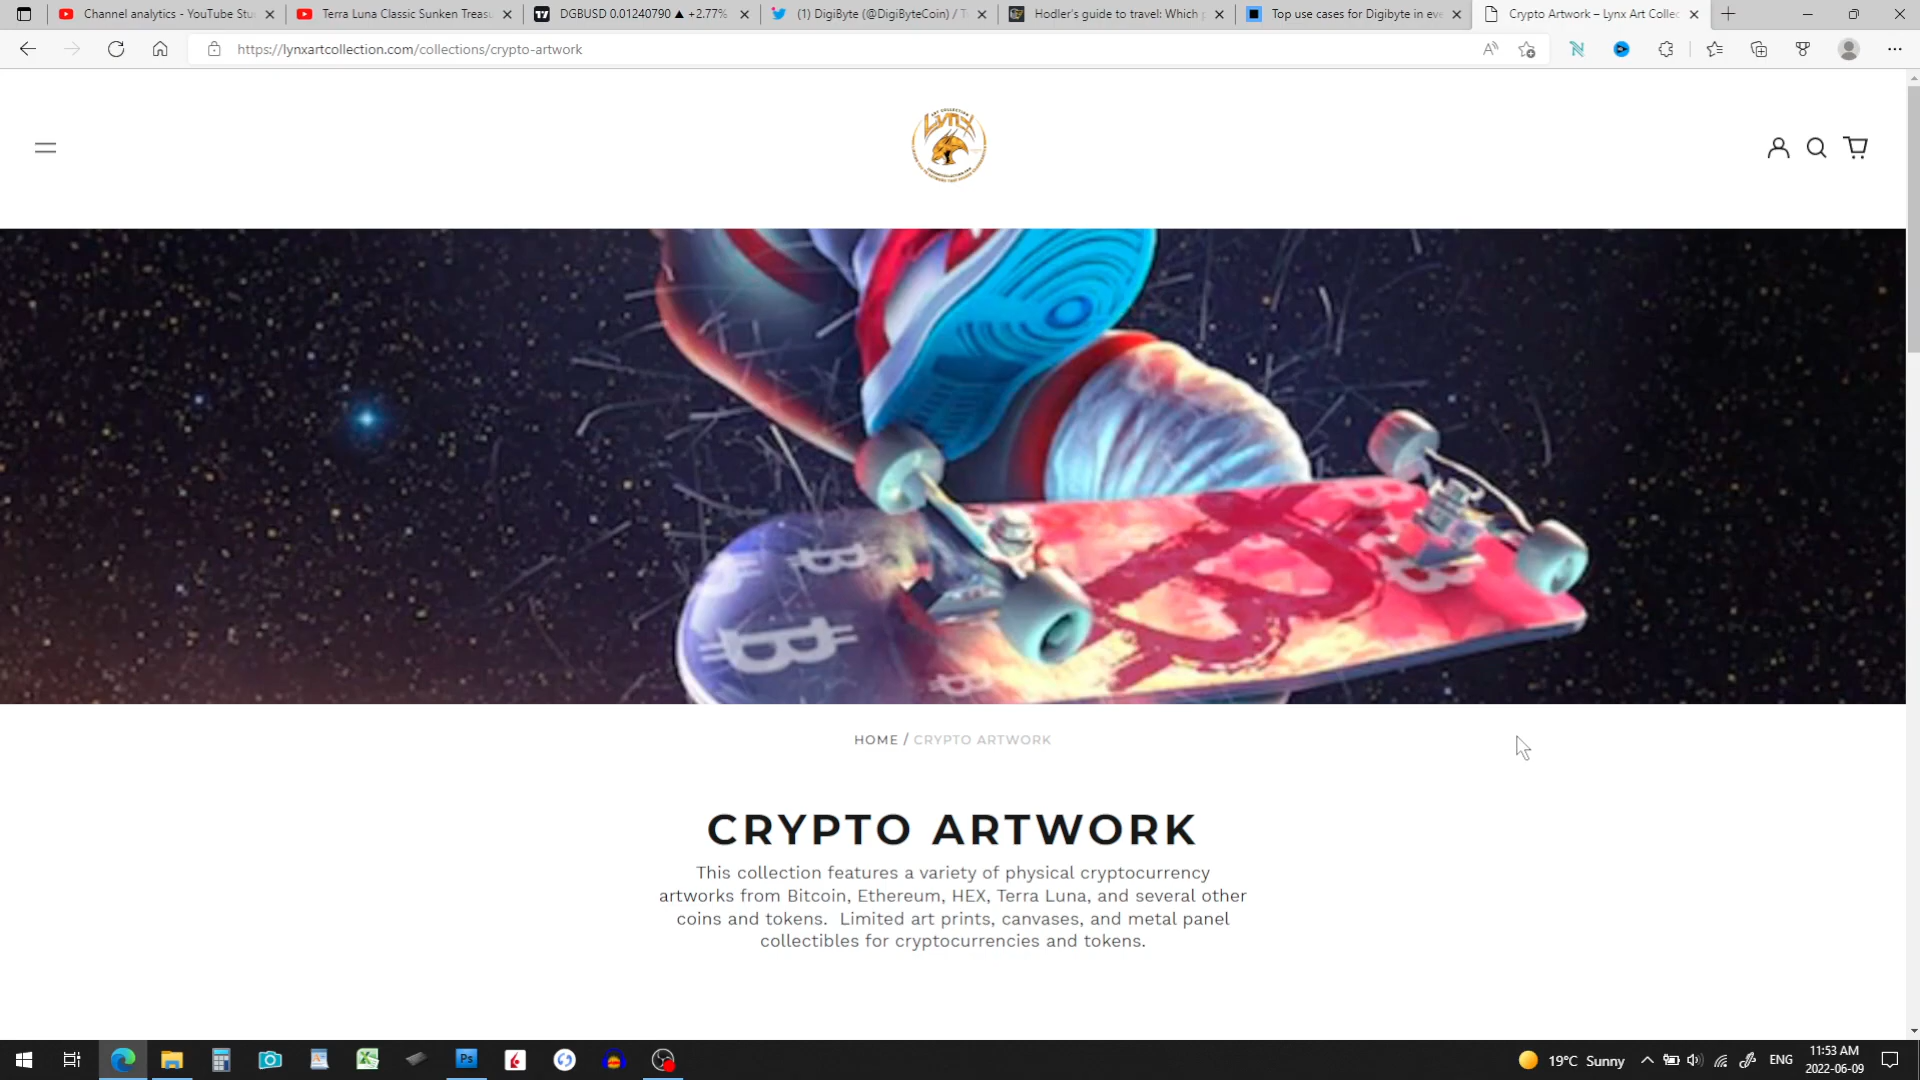 Channel analytics - YouTube Stu
Terra Luna Classic Sunken Treasu
DGBUSD 0.01240790 ▲ +2.77%
(1) DigiByte (@DigiByteCoin) / T
Hodler's guide to travel: Which
Top use cases for Digibyte in eve
Crypto Artwork – Lynx Art Collec
https://lynxartcollection.com/collections/crypto-artwork
LYNX
HOME / CRYPTO ARTWORK
CRYPTO ARTWORK
This collection features a variety of physical cryptocurrency
artworks from Bitcoin, Ethereum, HEX, Terra Luna, and several other
coins and tokens. Limited art prints, canvases, and metal panel
collectibles for cryptocurrencies and tokens.
Ps
19°C Sunny
ENG
11:53 AM
2022-06-09